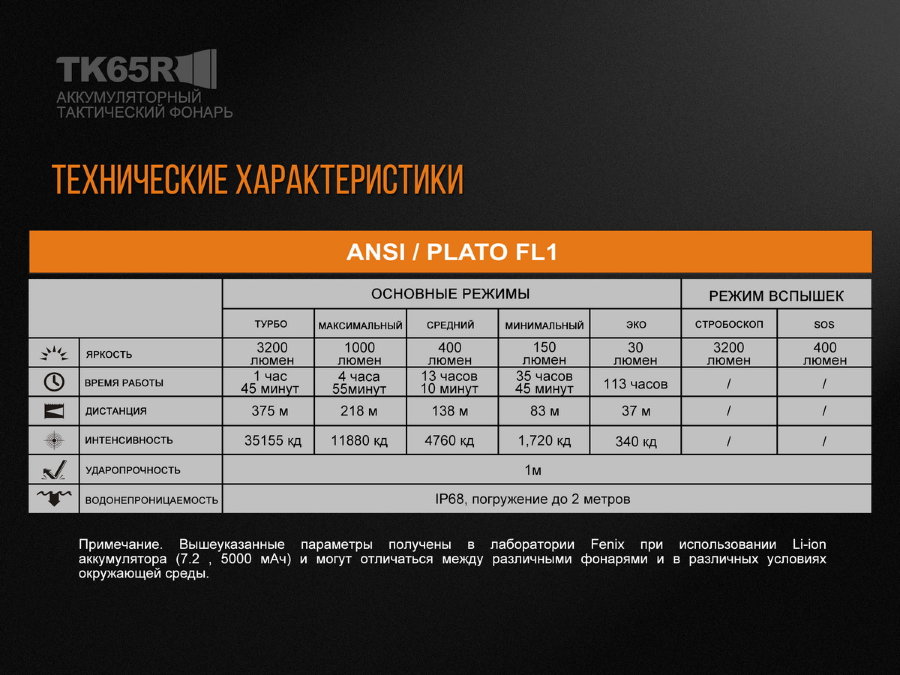 TK65R
АККУМУЛЯТОРНЫЙ
ТАКТИЧЕСКИЙ ФОНАРЬ
ТЕХНИЧЕСКИЕ ХАРАКТЕРИСТИКИ
ANSI / PLATO FL1
ОСНОВНЫЕ РЕЖИМЫ РЕЖИМ ВСПЫШЕК
ТУРБО МАКСИМАЛЬНЫЙ СРЕДНИЙ МИНИМАЛЬНЫЙ ЭКО СТРОБОСКОП SOS
ЯРКОСТЬ 3200 люмен 1000 люмен 400 люмен 150 люмен 30 люмен 3200 люмен 400 люмен
ВРЕМЯ РАБОТЫ 1 час 45 минут 4 часа 55минут 13 часов 10 минут 35 часов 45 минут 113 часов / /
ДИСТАНЦИЯ 375 м 218 м 138 м 83 м 37 м / /
ИНТЕНСИВНОСТЬ 35155 кд 11880 кд 4760 кд 1,720 кд 340 кд / /
УДАРОПРОЧНОСТЬ 1м
ВОДОНЕПРОНИЦАЕМОСТЬ IP68, погружение до 2 метров
Примечание. Вышеуказанные параметры получены в лаборатории Fenix при использовании Li-ion
аккумулятора (7.2 , 5000 мАч) и могут отличаться между различными фонарями и в различных условиях
окружающей среды.